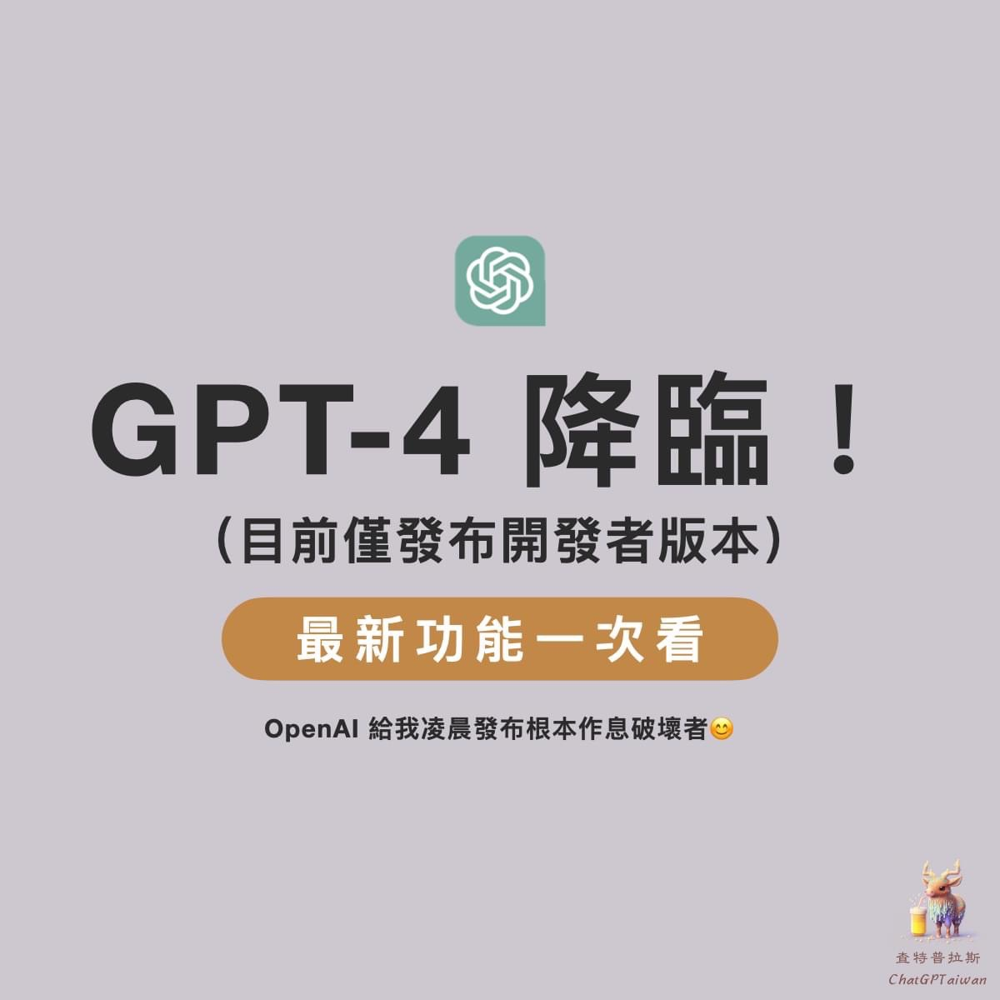 GPT-4 降臨！
（目前僅發布開發者版本）
最新功能一次看
OpenAI 給我凌晨發布根本作息破壞者😊
查特普拉斯
ChatGPTaiwan